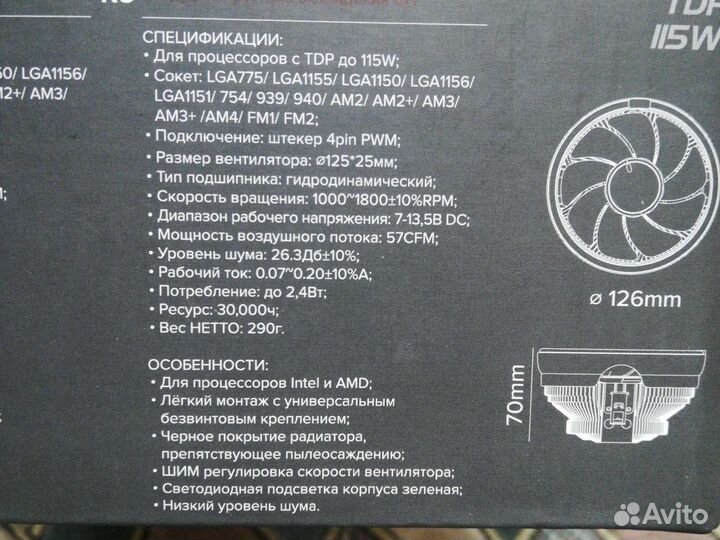 TDP
115W
СПЕЦИФИКАЦИИ:
• Для процессоров с TDP до 115W;
• Сокет: LGA775/ LGA1155/ LGA1150/ LGA1156/
LGA1151/ 754/ 939/ 940/ AM2/ AM2+/ AM3/
AM3+ /AM4/ FM1/ FM2;
• Подключение: штекер 4pin PWM;
• Размер вентилятора: ø125*25мм;
• Тип подшипника: гидродинамический;
• Скорость вращения: 1000~1800±10%RPM;
• Диапазон рабочего напряжения: 7-13,5В DC;
• Мощность воздушного потока: 57CFM;
• Уровень шума: 26.3Дб±10%;
• Рабочий ток: 0.07~0.20±10%А;
• Потребление: до 2,4Вт;
• Ресурс: 30,000ч;
• Вес НЕТТО: 290г.
ОСОБЕННОСТИ:
• Для процессоров Intel и AMD;
• Лёгкий монтаж с универсальным
безвинтовым креплением;
• Черное покрытие радиатора,
препятствующее пылеосаждению;
• ШИМ регулировка скорости вентилятора;
• Светодиодная подсветка корпуса зеленая;
• Низкий уровень шума.
50/ LGA1156/
M2+/ AM3/
ø 126mm
70mm
Avito